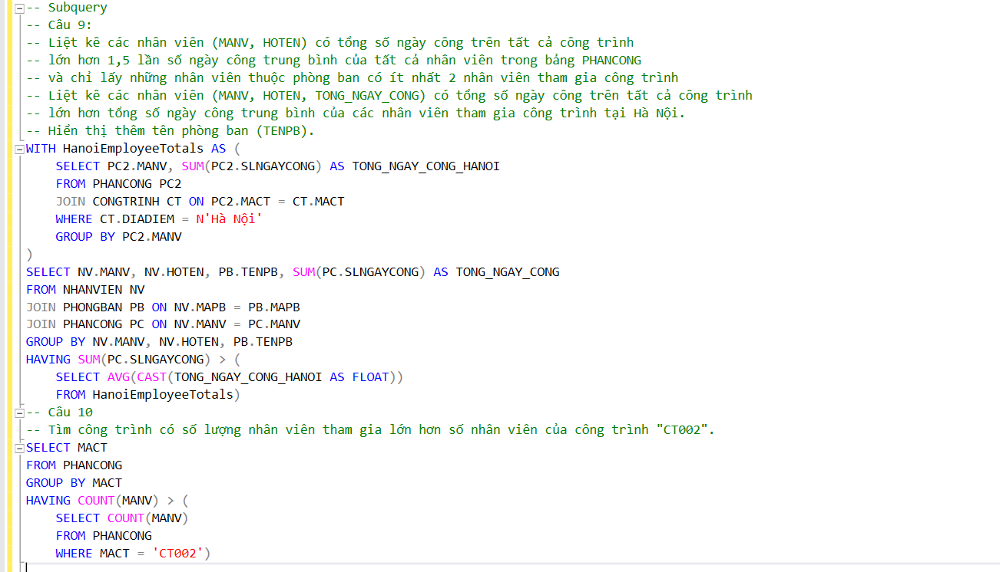 -- Subquery
-- Câu 9:
-- Liệt kê các nhân viên (MANV, HOTEN) có tổng số ngày công trên tất cả công trình
-- lớn hơn 1,5 lần số ngày công trung bình của tất cả nhân viên trong bảng PHANCONG
-- và chỉ lấy những nhân viên thuộc phòng ban có ít nhất 2 nhân viên tham gia công trình
-- Liệt kê các nhân viên (MANV, HOTEN, TONG_NGAY_CONG) có tổng số ngày công trên tất cả công trình
-- lớn hơn tổng số ngày công trung bình của các nhân viên tham gia công trình tại Hà Nội.
-- Hiển thị thêm tên phòng ban (TENPB).
WITH HanoiEmployeeTotals AS (
    SELECT PC2.MANV, SUM(PC2.SLNGAYCONG) AS TONG_NGAY_CONG_HANOI
    FROM PHANCONG PC2
    JOIN CONGTRINH CT ON PC2.MACT = CT.MACT
    WHERE CT.DIADIEM = N'Hà Nội'
    GROUP BY PC2.MANV
)
SELECT NV.MANV, NV.HOTEN, PB.TENPB, SUM(PC.SLNGAYCONG) AS TONG_NGAY_CONG
FROM NHANVIEN NV
JOIN PHONGBAN PB ON NV.MAPB = PB.MAPB
JOIN PHANCONG PC ON NV.MANV = PC.MANV
GROUP BY NV.MANV, NV.HOTEN, PB.TENPB
HAVING SUM(PC.SLNGAYCONG) > (
    SELECT AVG(CAST(TONG_NGAY_CONG_HANOI AS FLOAT))
    FROM HanoiEmployeeTotals)
-- Câu 10
-- Tìm công trình có số lượng nhân viên tham gia lớn hơn số nhân viên của công trình "CT002".
SELECT MACT
FROM PHANCONG
GROUP BY MACT
HAVING COUNT(MANV) > (
    SELECT COUNT(MANV)
    FROM PHANCONG
    WHERE MACT = 'CT002')